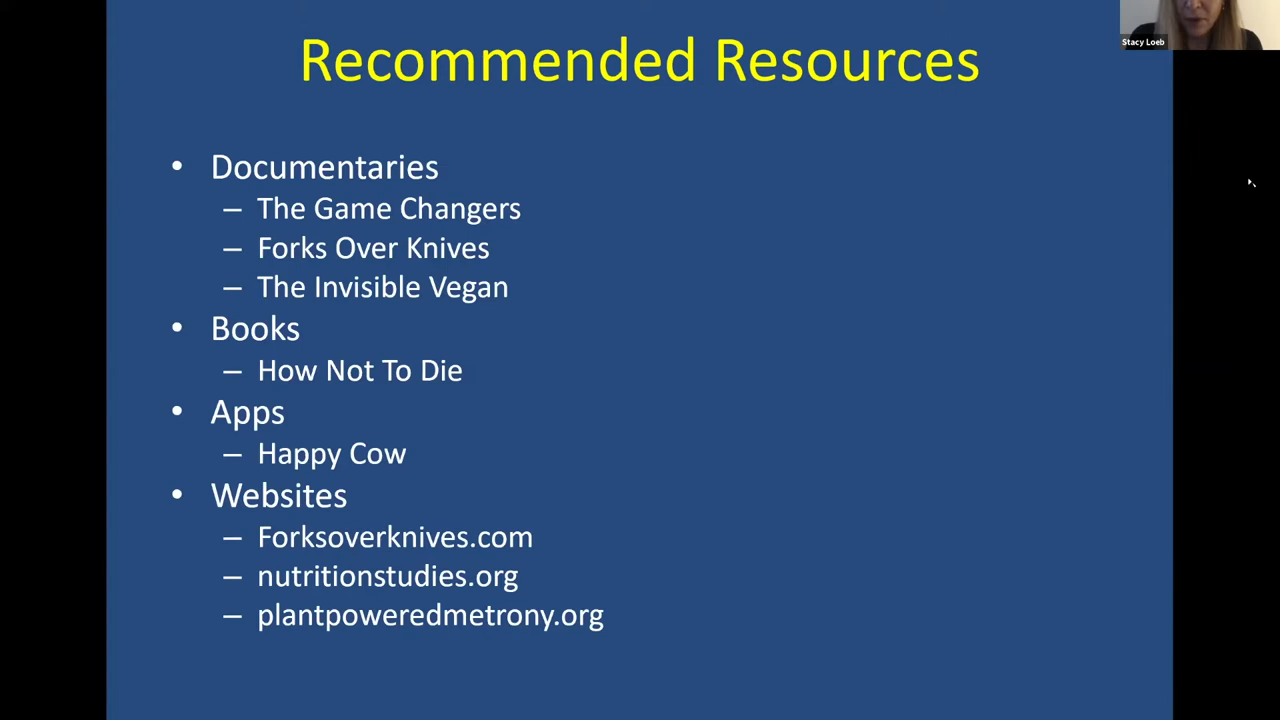 Recommended Resources
Stacy Loeb
• Documentaries
– The Game Changers
– Forks Over Knives
– The Invisible Vegan
• Books
– How Not To Die
• Apps
– Happy Cow
• Websites
– Forksoverknives.com
– nutritionstudies.org
– plantpoweredmetrony.org